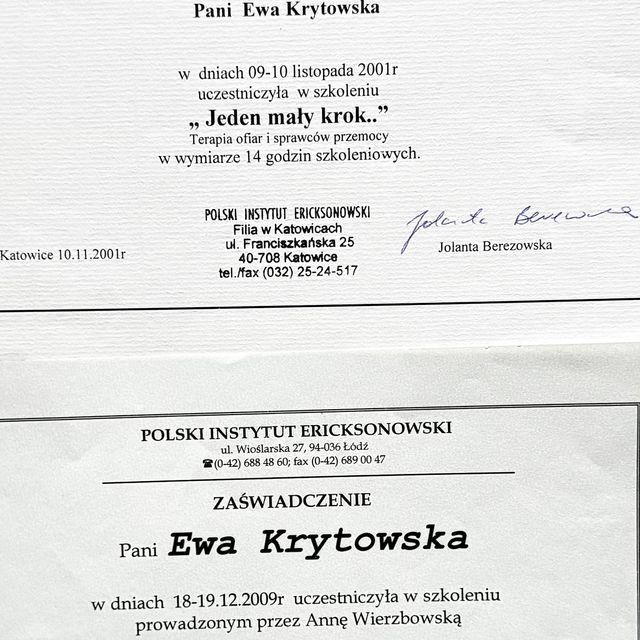 Pani Ewa Krytowska
w dniach 09-10 listopada 2001r
uczestniczyła w szkoleniu
„ Jeden mały krok..”
Terapia ofiar i sprawców przemocy
w wymiarze 14 godzin szkoleniowych.
POLSKI INSTYTUT ERICKSONOWSKI
Filia w Katowicach
ul. Franciszkańska 25
40-708 Katowice
tel./fax (032) 25-24-517
Katowice 10.11.2001r
Jolanta Berezowska
Jolanta Berezowska
POLSKI INSTYTUT ERICKSONOWSKI
ul. Wioślarska 27, 94-036 Łódź
☎(0-42) 688 48 60; fax (0-42) 689 00 47
ZAŚWIADCZENIE
Pani Ewa Krytowska
w dniach 18-19.12.2009r uczestniczyła w szkoleniu
prowadzonym przez Annę Wierzbowską